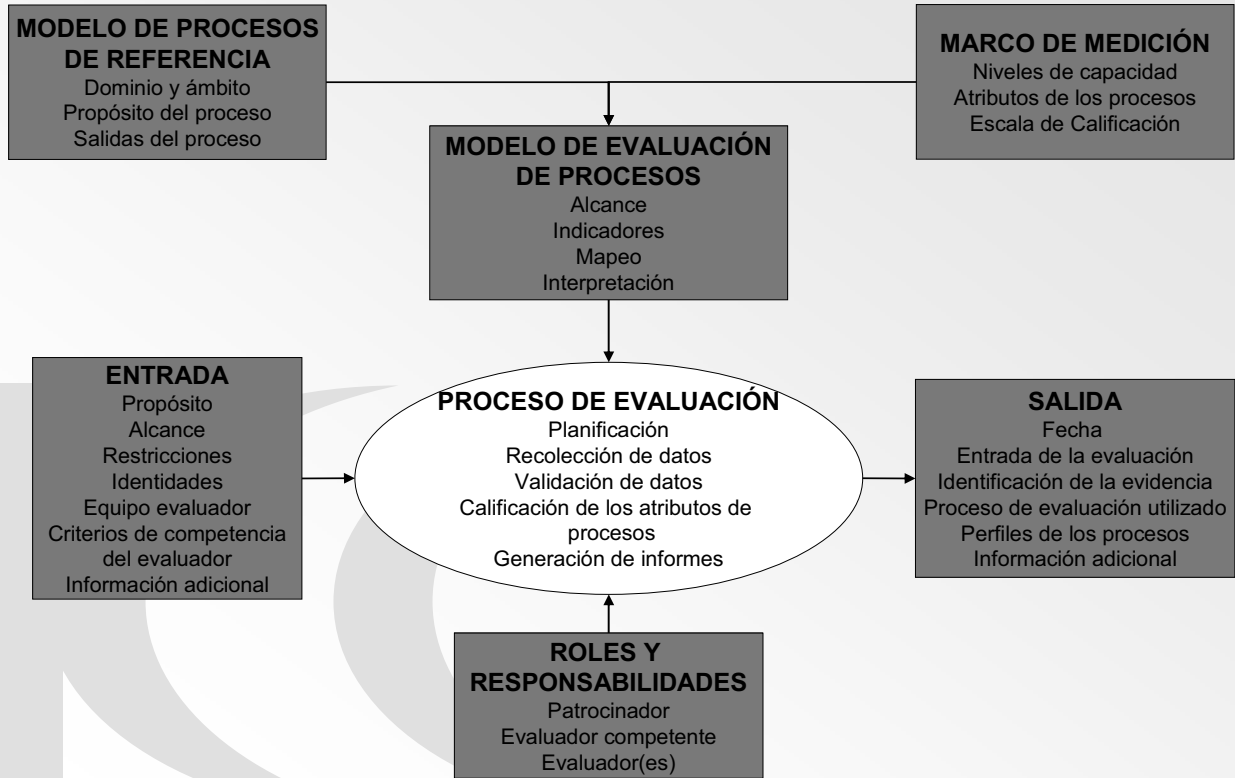 MODELO DE PROCESOS
DE REFERENCIA
Dominio y ámbito
Propósito del proceso
Salidas del proceso
MARCO DE MEDICIÓN
Niveles de capacidad
Atributos de los procesos
Escala de Calificación
MODELO DE EVALUACIÓN
DE PROCESOS
Alcance
Indicadores
Mapeo
Interpretación
ENTRADA
Propósito
Alcance
Restricciones
Identidades
Equipo evaluador
Criterios de competencia
del evaluador
Información adicional
PROCESO DE EVALUACIÓN
Planificación
Recolección de datos
Validación de datos
Calificación de los atributos de
procesos
Generación de informes
SALIDA
Fecha
Entrada de la evaluación
Identificación de la evidencia
Proceso de evaluación utilizado
Perfiles de los procesos
Información adicional
ROLES Y
RESPONSABILIDADES
Patrocinador
Evaluador competente
Evaluador(es)